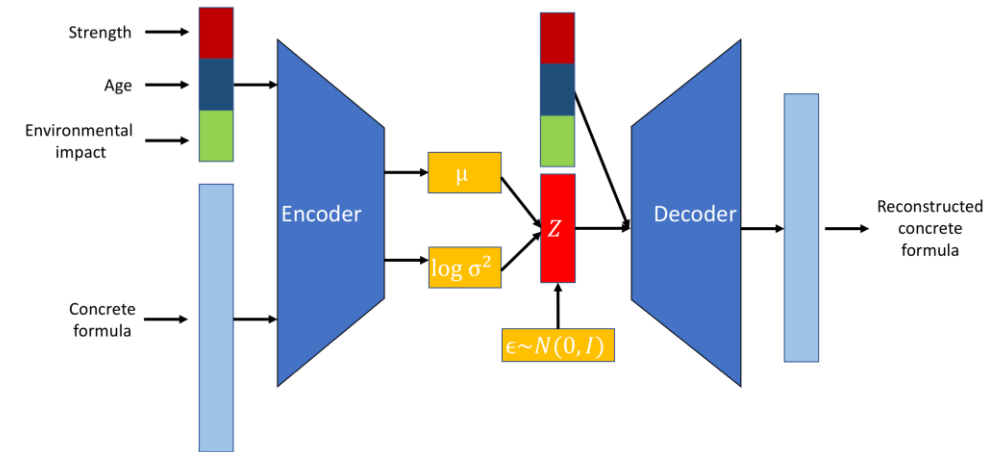 Strength
Age
Environmental
impact
Concrete
formula
Encoder
μ
log σ²
Z
ϵ~N(0, I)
Decoder
Reconstructed
concrete
formula